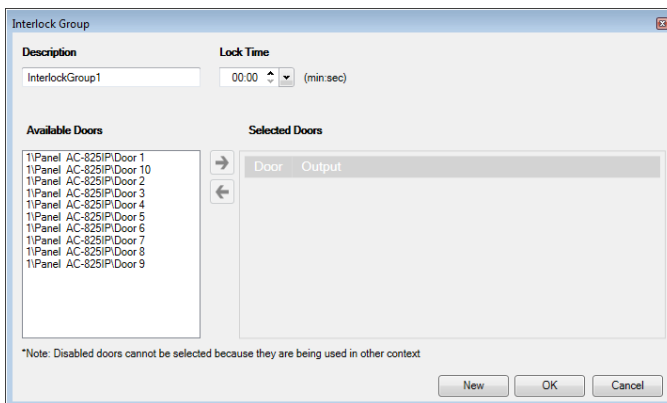 Interlock Group
Description
Lock Time
InterlockGroup1
00:00
(min:sec)
Available Doors
Selected Doors
1\Panel AC-825IP\Door 1
1\Panel AC-825IP\Door 10
1\Panel AC-825IP\Door 2
1\Panel AC-825IP\Door 3
1\Panel AC-825IP\Door 4
1\Panel AC-825IP\Door 5
1\Panel AC-825IP\Door 6
1\Panel AC-825IP\Door 7
1\Panel AC-825IP\Door 8
1\Panel AC-825IP\Door 9
Door Output
*Note: Disabled doors cannot be selected because they are being used in other context
New OK Cancel